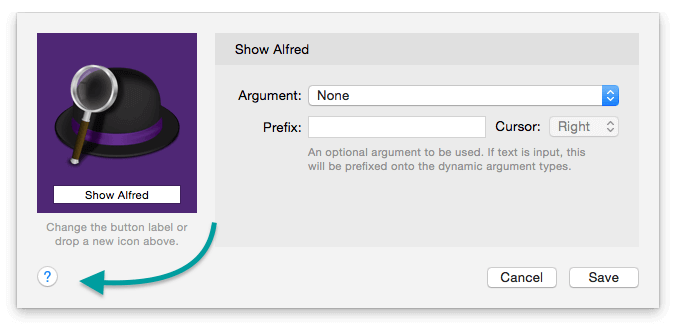 Show Alfred
Argument: None
Prefix: Cursor: Right
An optional argument to be used. If text is input, this
will be prefixed onto the dynamic argument types.
Show Alfred
Change the button label or
drop a new icon above.
? Cancel Save